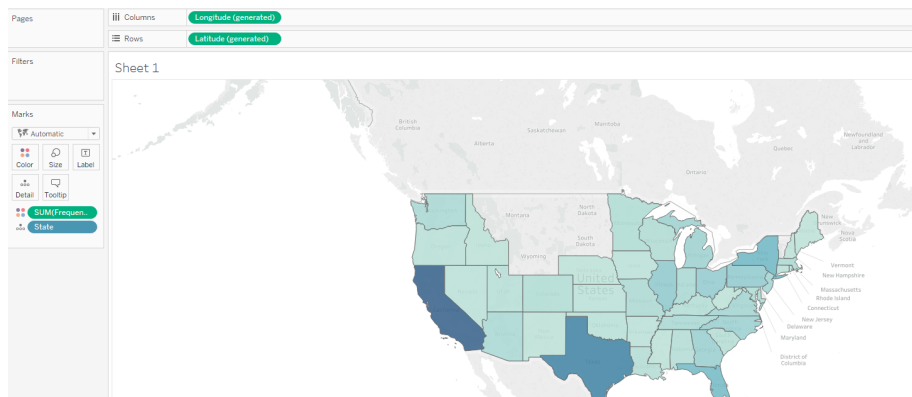 Pages
Columns
Longitude (generated)
Rows
Latitude (generated)
Filters
Sheet 1
Marks
Automatic
Color
Size
Label
Detail
Tooltip
SUM(Frequen..
State
British
Columbia
Alberta
Saskatchewan
Manitoba
Ontario
Quebec
Newfoundland
and
Labrador
Montana
North
Dakota
South
Dakota
Wyoming
United
States
New
Nova
Scotia
Vermont
New Hampshire
Massachusetts
Rhode Island
Connecticut
New Jersey
Delaware
Maryland
District of
Columbia